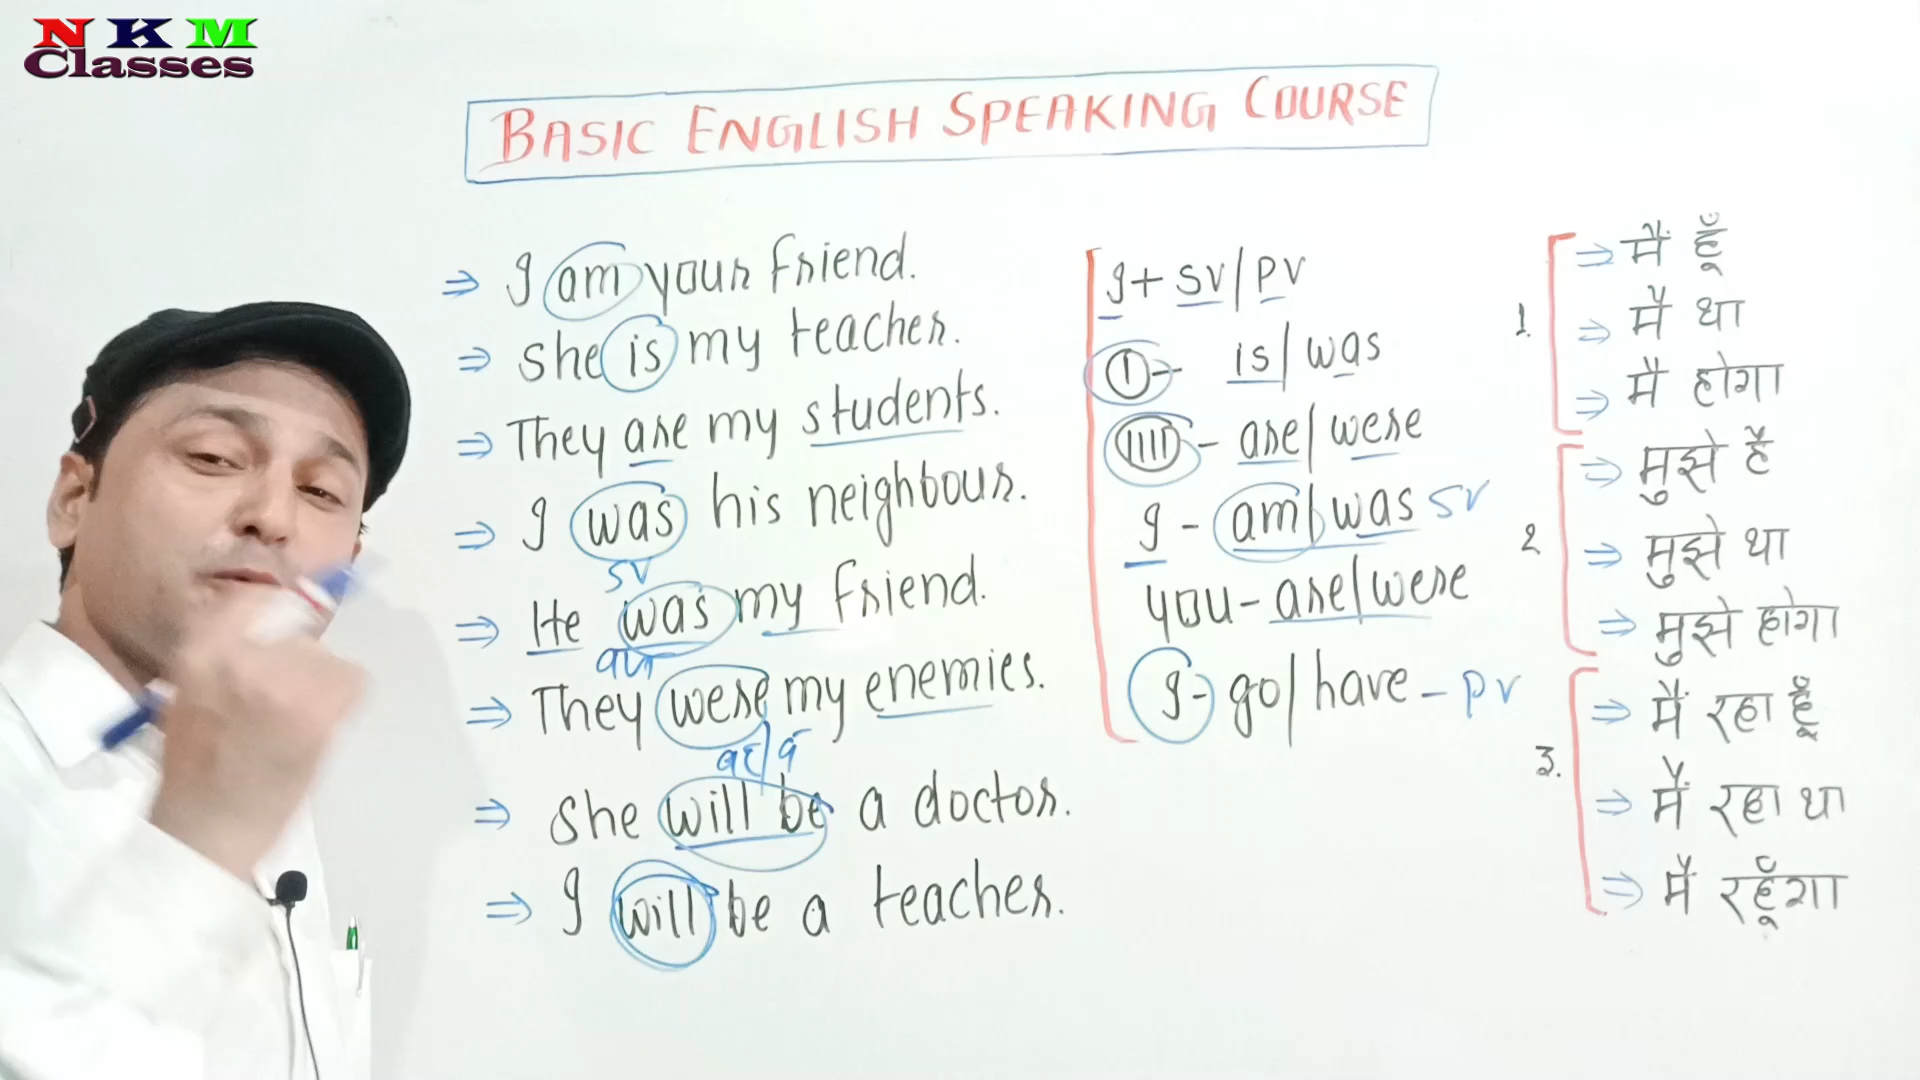 NKM
Classes
BASIC ENGLISH SPEAKING COURSE
⇒ I am your friend.
⇒ She is my teacher.
⇒ They are my students.
⇒ I was his neighbour.
SV
⇒ He was my friend.
⇒ They were my enemies.
⇒ She will be a doctor.
⇒ I will be a teacher.
I + SV/PV
I - is/was
IIII - are/were
I - am/was SV
you - are/were
I - go/have - PV
1.
⇒ मैं हूँ
⇒ मैं था
⇒ मैं होगा
2
⇒ मुझे है
⇒ मुझे था
⇒ मुझे होगा
3.
⇒ मैं रहा हूँ
⇒ मैं रहा था
⇒ मैं रहूँगा